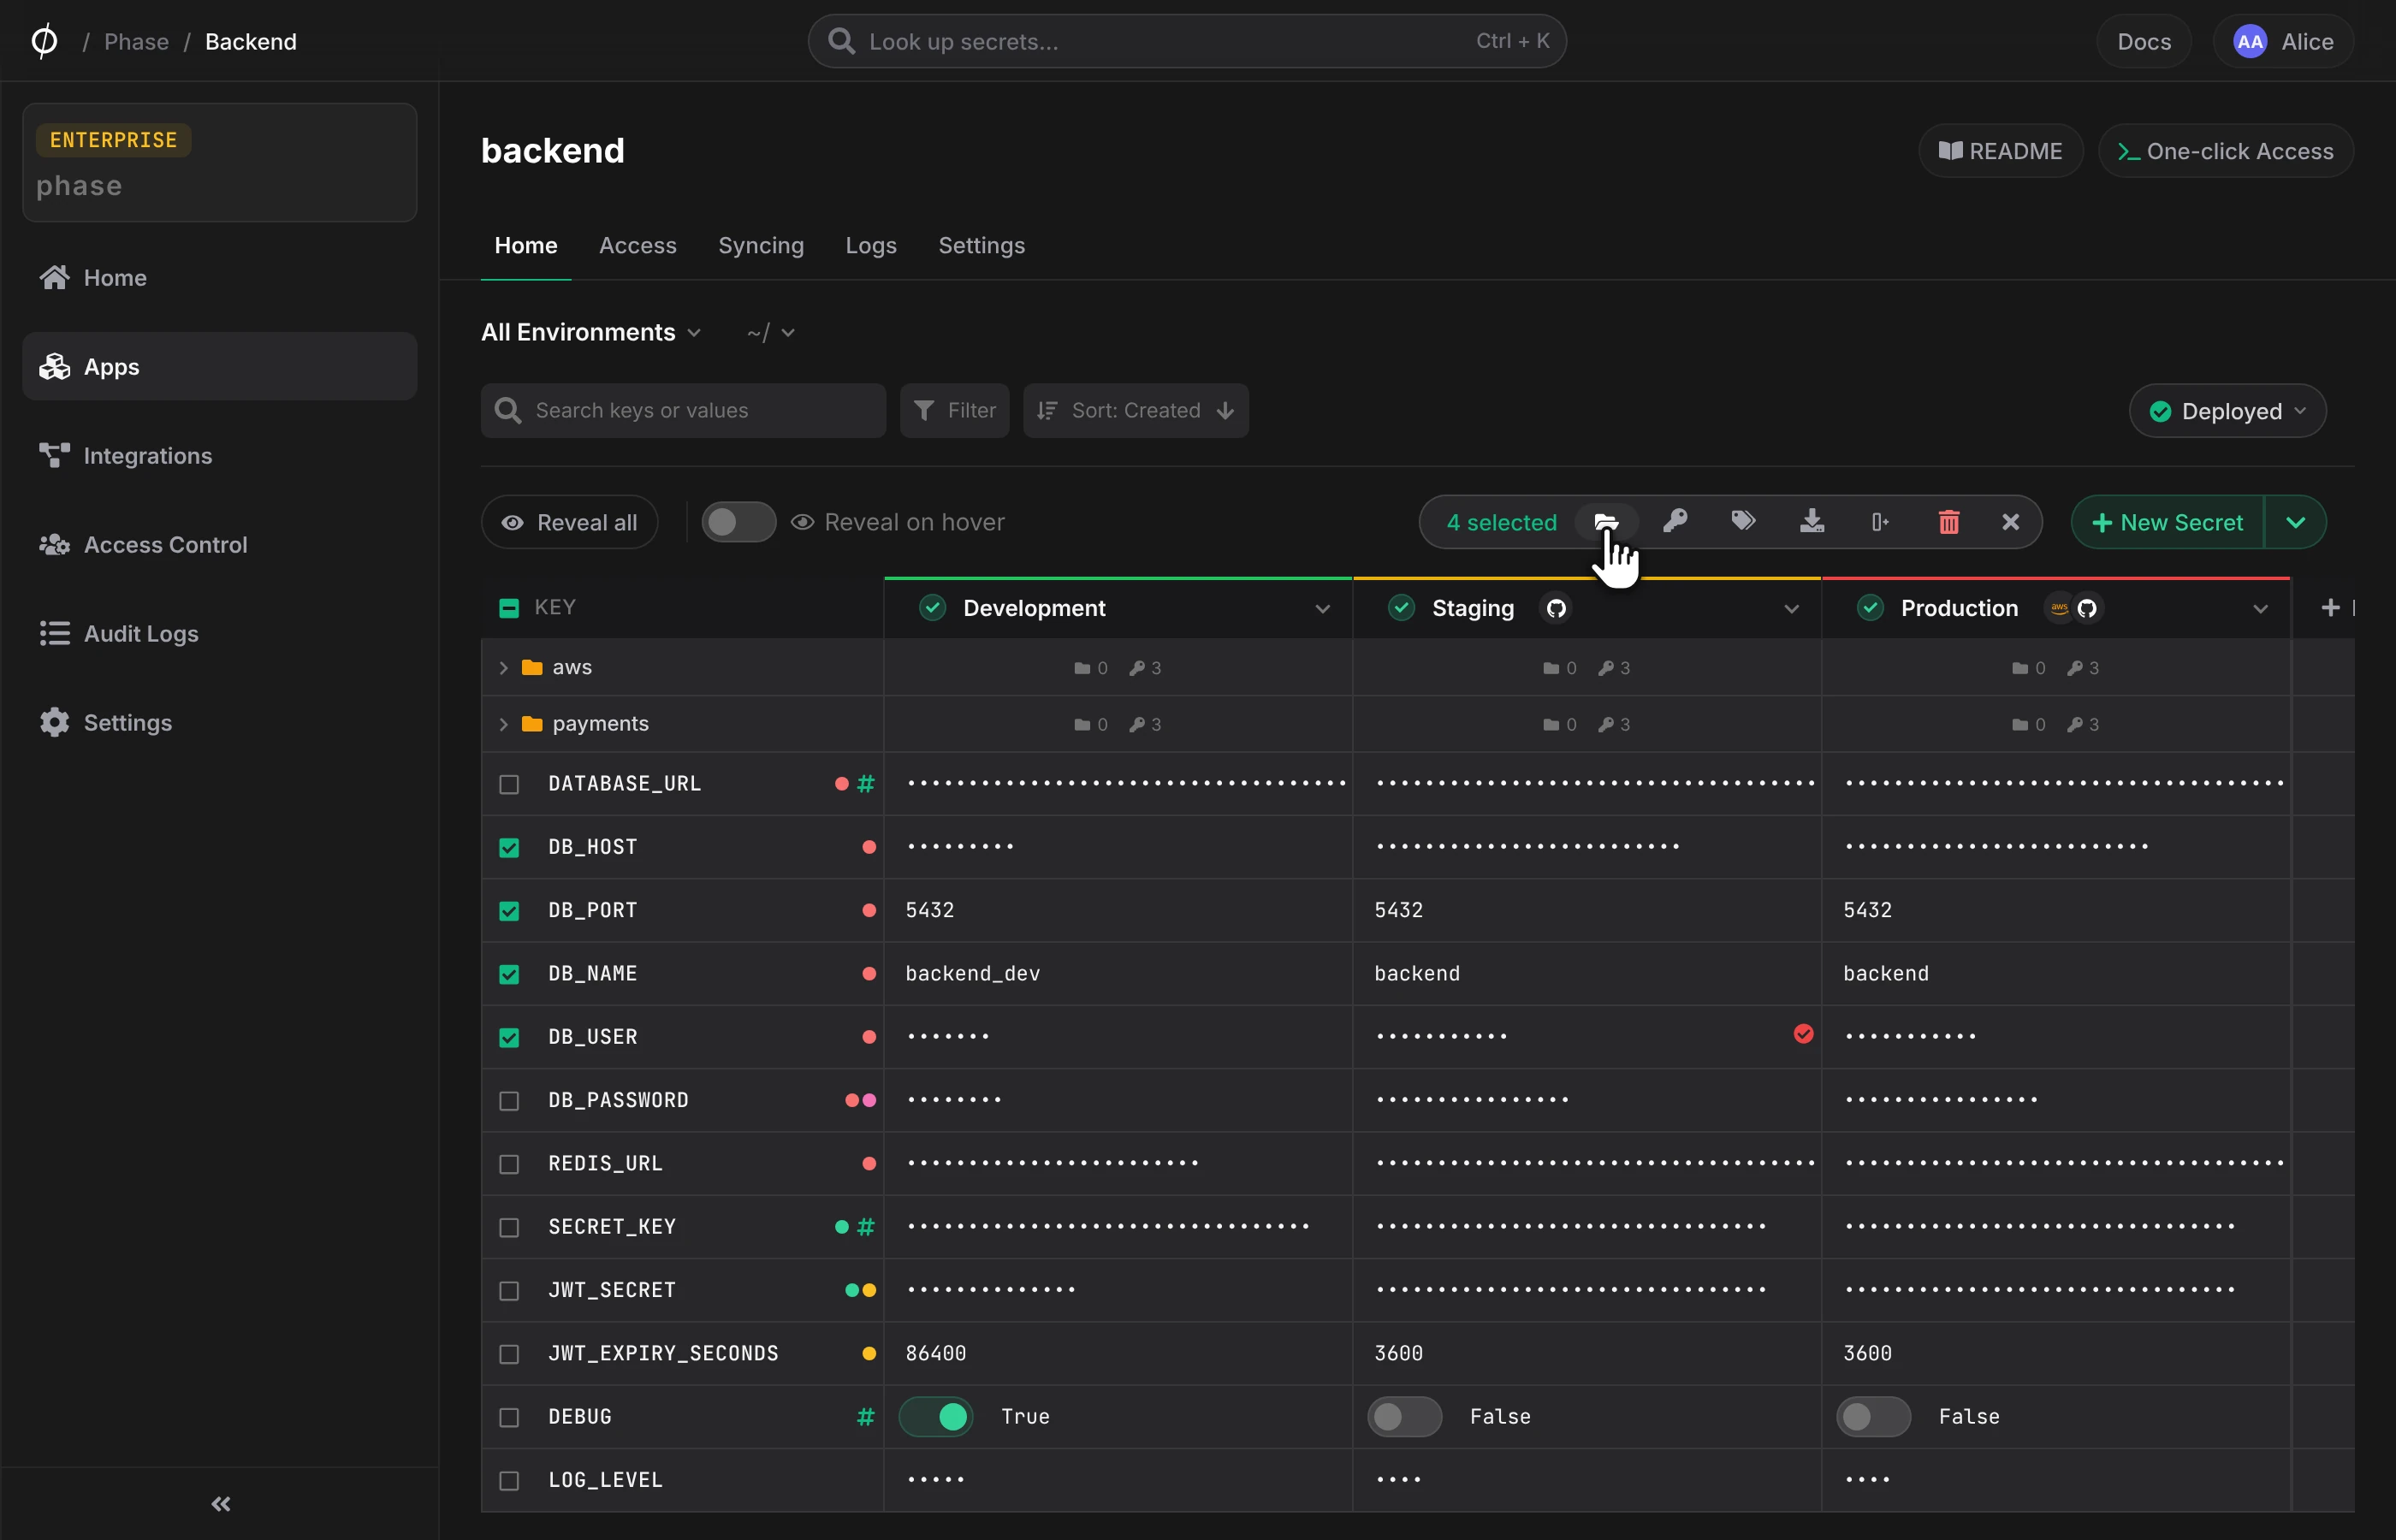 / Phase / Backend
Look up secrets... Ctrl + K
Docs
AA Alice
ENTERPRISE
phase
Home
Apps
Integrations
Access Control
Audit Logs
Settings
backend
README
One-click Access
Home Access Syncing Logs Settings
All Environments ~/
Search keys or values
Filter
Sort: Created
Deployed
Reveal all
Reveal on hover
4 selected
New Secret
KEY Development Staging Production aws
aws 0 3 0 3 0 3
payments 0 3 0 3 0 3
DATABASE_URL # ••••••••••••••••••••••••••••••••• ••••••••••••••••••••••••••••••••• •••••••••••••••••••••••••••••••••
DB_HOST ••••••••• ••••••••••••••••••••••••• •••••••••••••••••••••••••
DB_PORT 5432 5432 5432
DB_NAME backend_dev backend backend
DB_USER ••••••• ••••••••••• •••••••••••
DB_PASSWORD •••••••• •••••••••••••••• ••••••••••••••••
REDIS_URL •••••••••••••••••••••••• ••••••••••••••••••••••••••••••••• •••••••••••••••••••••••••••••••••
SECRET_KEY # •••••••••••••••••••••••••••••••• •••••••••••••••••••••••••••••••• ••••••••••••••••••••••••••••••••
JWT_SECRET •••••••••••••• •••••••••••••••••••••••••••••••• ••••••••••••••••••••••••••••••••
JWT_EXPIRY_SECONDS 86400 3600 3600
DEBUG # True False False
LOG_LEVEL ••••• •••• ••••